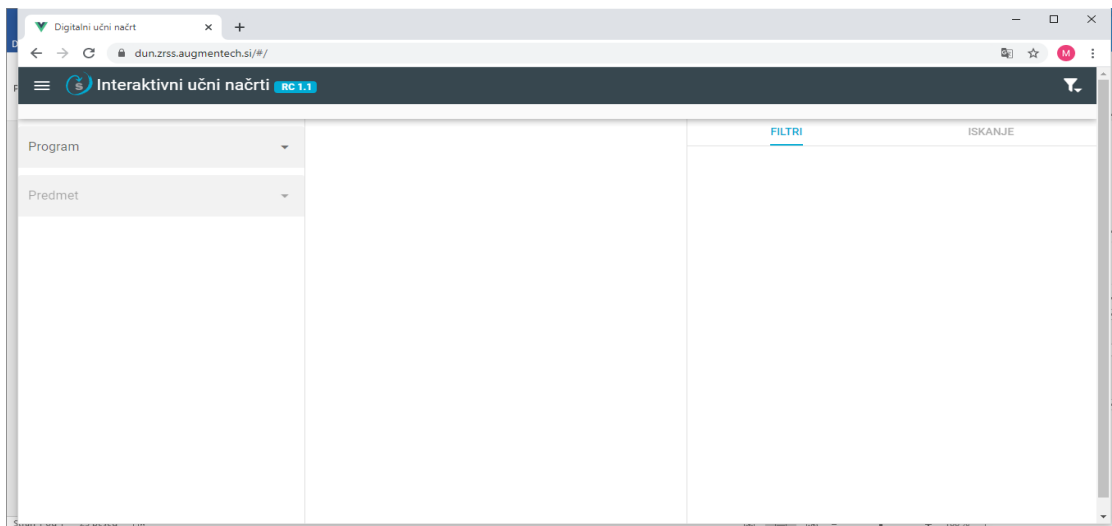 Digitalni učni načrt
dun.zrss.augmentech.si/#/
M
š Interaktivni učni načrti RC 1.1
Program
Predmet
FILTRI
ISKANJE